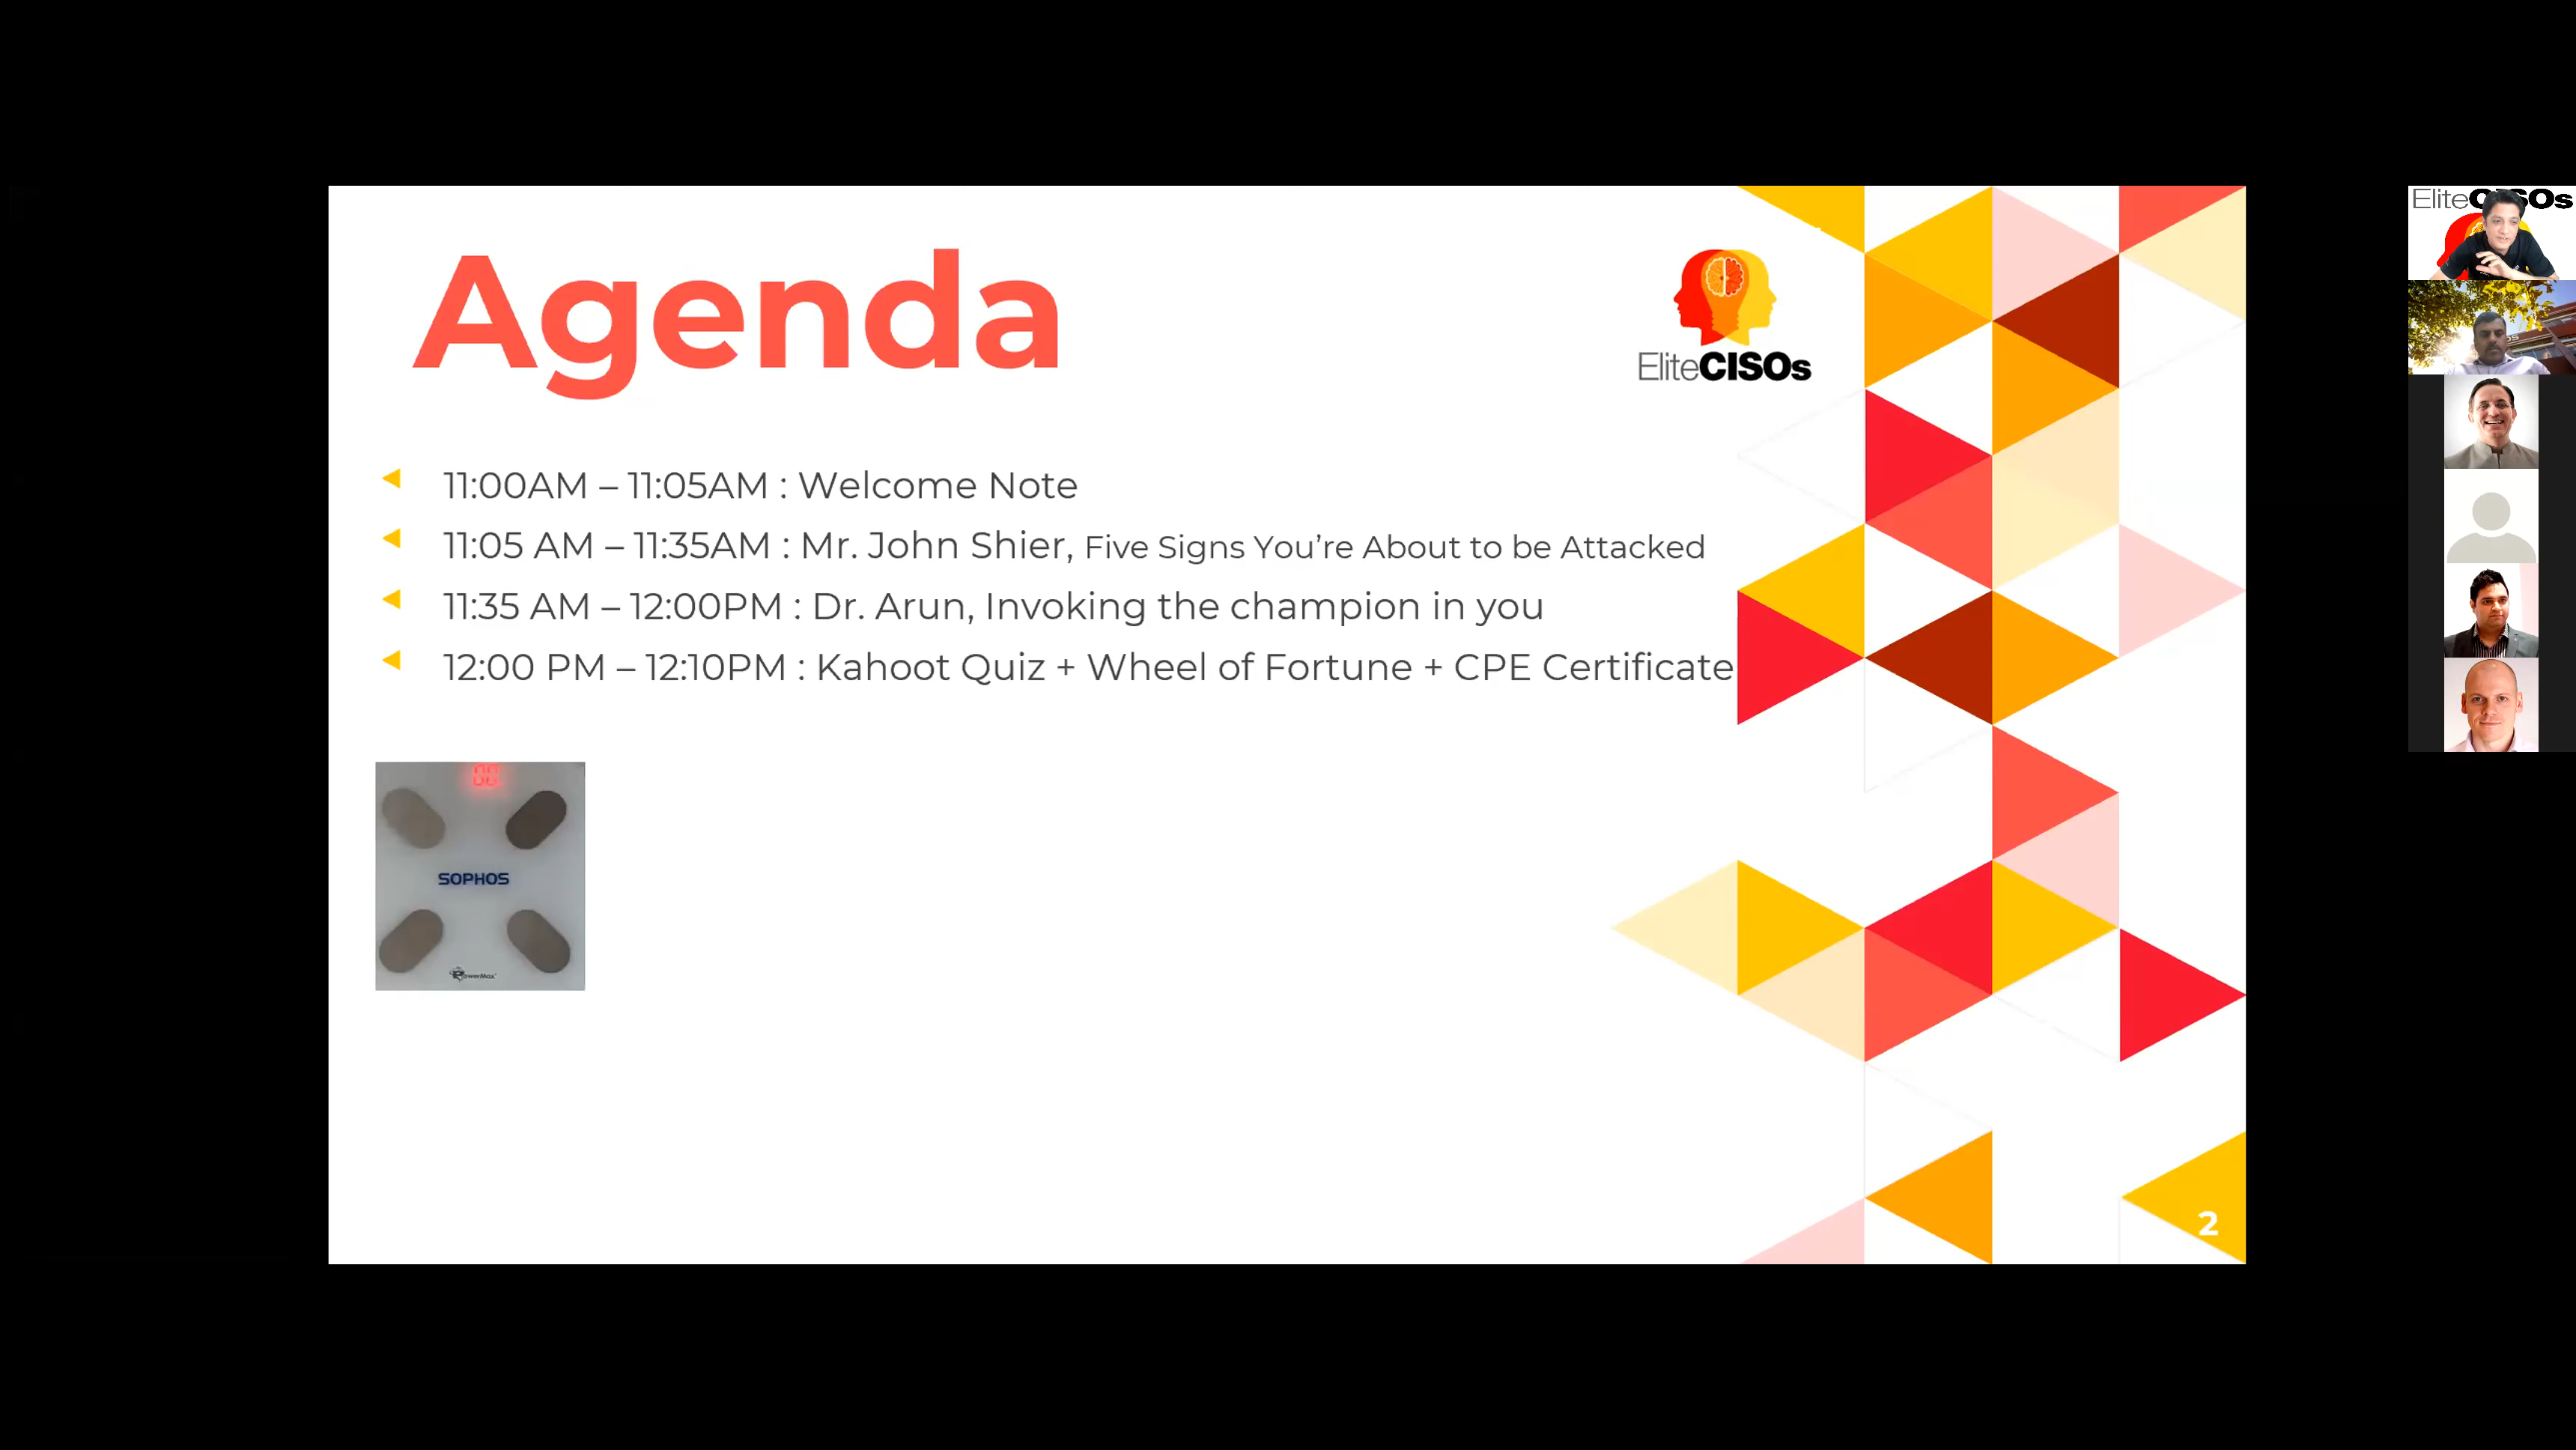 Agenda
EliteCISOs
11:00AM – 11:05AM : Welcome Note
11:05 AM – 11:35AM : Mr. John Shier, Five Signs You're About to be Attacked
11:35 AM – 12:00PM : Dr. Arun, Invoking the champion in you
12:00 PM – 12:10PM : Kahoot Quiz + Wheel of Fortune + CPE Certificate
SOPHOS
PowerMax
2